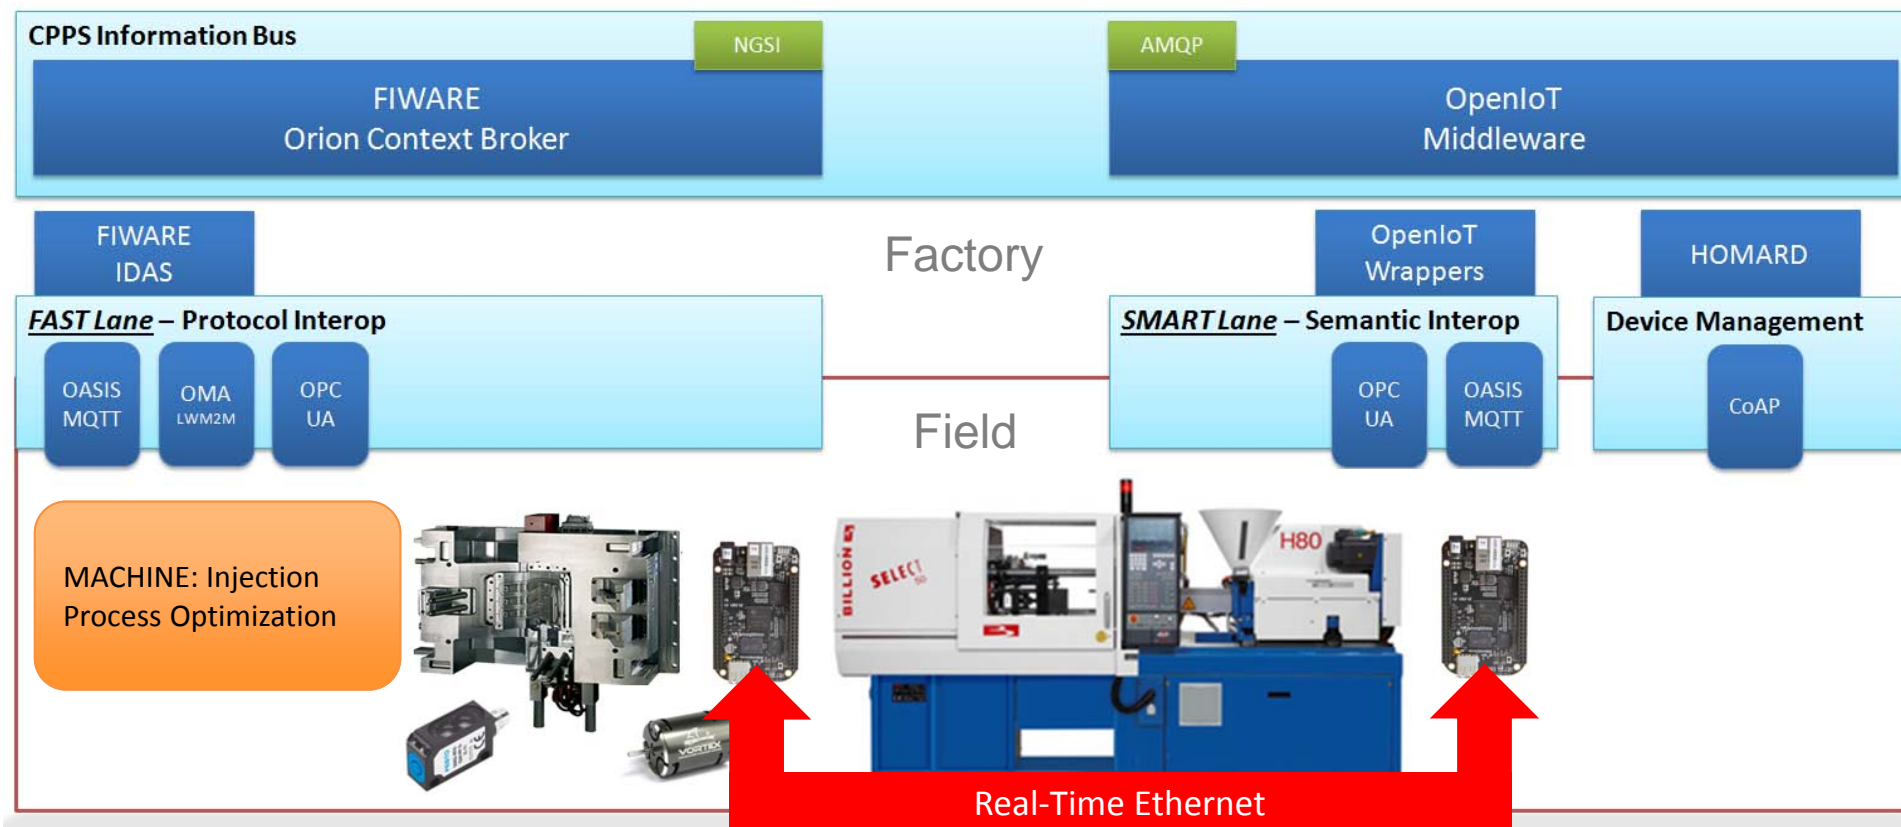 CPPS Information Bus
NGSI
AMQP
FIWARE
Orion Context Broker
OpenIoT
Middleware
FIWARE
IDAS
Factory
OpenIoT
Wrappers
HOMARD
FAST Lane – Protocol Interop
SMART Lane – Semantic Interop
Device Management
OASIS
MQTT
OMA
LWM2M
OPC
UA
Field
OPC
UA
OASIS
MQTT
CoAP
MACHINE: Injection
Process Optimization
BILLION
SELECT
50
H80
VORTEX
Real-Time Ethernet